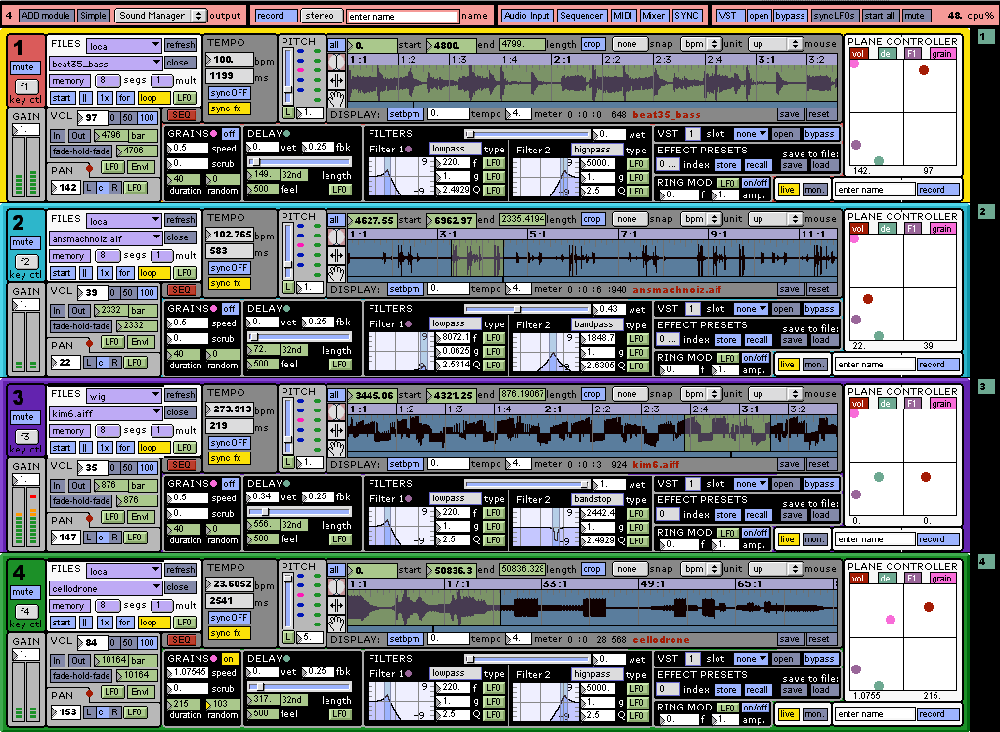 4 ADD module Simple Sound Manager output record stereo enter name name Audio Input Sequencer MIDI Mixer SYNC VST open bypass syncLFOs start all mute 48. cpu%
1 FILES local refresh TEMPO PITCH all 0. start 4800. end 4799. length crop none snap bpm unit up mouse PLANE CONTROLLER 1
mute beat35_bass close 100. bpm 1:1 1:2 1:3 1:4 2:1 2:2 2:3 2:4 vol del F1 grain
f1 memory 8 segs 1 mult 1199 ms
key ctl start || 1x for loop LFO syncOFF
sync fx
GAIN VOL 97 0 50 100 SEQ L 1. DISPLAY: setbpm 0. tempo 4. meter 0 :0 :0 648 beat35_bass save reset
1. In Out 4796 bar GRAINS off DELAY FILTERS 0. wet VST 1 slot none open bypass
fade-hold-fade 4796 0.5 speed 0. wet 0.25 fbk Filter 1 lowpass type Filter 2 highpass type EFFECT PRESETS save to file:
PAN LFO Envl 0. scrub 149. 32nd length 9 220. f LFO 9 5000. f LFO 0 ... index store recall save load 142. 97.
142 L c R LFO 40 0 500 feel LFO 1. g LFO 1. g LFO RING MOD LFO on/off live mon. enter name record
duration random -9 2.4929 Q LFO -9 2.5 Q LFO 0. f 1. amp.
2 FILES local refresh TEMPO PITCH all 4627.55 start 6962.97 end 2335.4194 length crop none snap bpm unit up mouse PLANE CONTROLLER 2
mute ansmachnoiz.aif close 102.765 bpm 1:1 3:1 5:1 7:1 9:1 11:1 vol del F1 grain
f2 memory 8 segs 1 mult 583 ms
key ctl start || 1x for loop LFO syncOFF
sync fx
GAIN VOL 39 0 50 100 SEQ L 1. DISPLAY: setbpm 0. tempo 4. meter 0 :0 :6 :940 ansmachnoiz.aif save reset
1. In Out 2332 bar GRAINS off DELAY FILTERS 0.43 wet VST 1 slot none open bypass
fade-hold-fade 2332 0.5 speed 0. wet 0.25 fbk Filter 1 lowpass type Filter 2 bandpass type EFFECT PRESETS save to file:
PAN LFO Envl 0. scrub 72. 32nd length 9 8072.1 f LFO 9 1848.7 f LFO 0 ... index store recall save load 22. 39.
22 L c R LFO 40 0 500 feel LFO 0.0625 g LFO 1. g LFO RING MOD LFO on/off live mon. enter name record
duration random -9 2.5314 Q LFO -9 2.6305 Q LFO 0. f 1. amp.
3 FILES wig refresh TEMPO PITCH all 3445.06 start 4321.25 end 876.19067 length crop none snap bpm unit up mouse PLANE CONTROLLER 3
mute kim6.aiff close 273.913 bpm 1:1 1:2 1:3 1:4 2:1 2:2 2:3 2:4 3:1 3:2 vol del F1 grain
f3 memory 8 segs 1 mult 219 ms
key ctl start || 1x for loop LFO syncOFF
sync fx
GAIN VOL 35 0 50 100 SEQ L 1. DISPLAY: setbpm 0. tempo 4. meter 0 :0 :3 924 kim6.aiff save reset
1. In Out 876 bar GRAINS off DELAY FILTERS 1. wet VST 1 slot none open bypass
fade-hold-fade 876 0.5 speed 0.34 wet 0.25 fbk Filter 1 lowpass type Filter 2 bandstop type EFFECT PRESETS save to file:
PAN LFO Envl 0. scrub 556. 32nd length 9 220. f LFO 9 2442.4 f LFO 0 index store recall save load 0. 0.
147 L c R LFO 40 0 500 feel LFO 1. g LFO 1. g LFO RING MOD LFO on/off live mon. enter name record
duration random -9 2.5 Q LFO -9 2.4929 Q LFO 0. f 1. amp.
4 FILES local refresh TEMPO PITCH all 0. start 50836.3 end 50836.328 length crop none snap bpm unit up mouse PLANE CONTROLLER 4
mute cellodrone close 23.6052 bpm 1:1 17:1 33:1 49:1 65:1 vol del F1 grain
f4 memory 8 segs 1 mult 2541 ms
key ctl start || 1x for loop LFO syncOFF
sync fx
GAIN VOL 84 0 50 100 SEQ L 5. DISPLAY: setbpm 0. tempo 4. meter 0 :0 28 568 cellodrone save reset
1. In Out 10164 bar GRAINS on DELAY FILTERS 0. wet VST 1 slot none open bypass
fade-hold-fade 10164 1.07545 speed 0. wet 0.25 fbk Filter 1 lowpass type Filter 2 highpass type EFFECT PRESETS save to file:
PAN LFO Envl 0. scrub 317. 32nd length 9 220. f LFO 9 5000. f LFO 0 ... index store recall save load 1.0755 215.
153 L c R LFO 215 103 500 feel LFO 1. g LFO 1. g LFO RING MOD LFO on/off live mon. enter name record
duration random -9 2.5 Q LFO -9 2.5 Q LFO 0. f 1. amp.